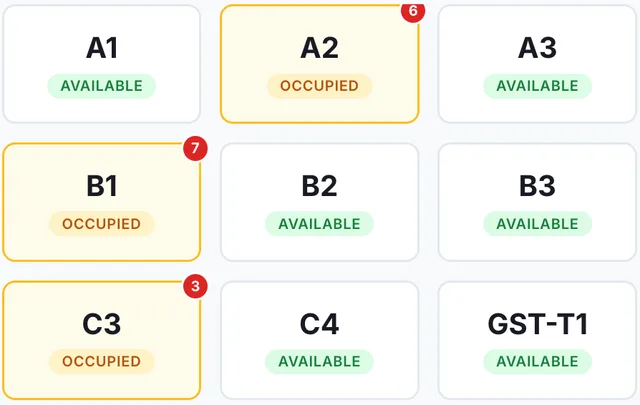 6
A1 A2 A3
AVAILABLE OCCUPIED AVAILABLE
7
B1 B2 B3
OCCUPIED AVAILABLE AVAILABLE
3
C3 C4 GST-T1
OCCUPIED AVAILABLE AVAILABLE